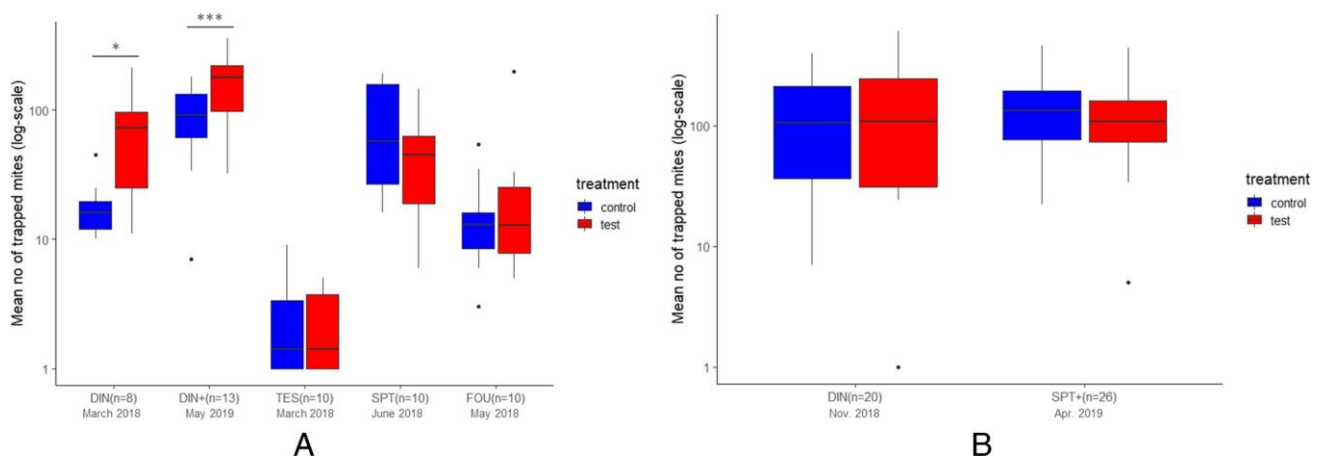 *
***
Mean no of trapped mites (log-scale)
100
10
1
DIN(n=8)
March 2018
DIN+(n=13)
May 2019
TES(n=10)
March 2018
SPT(n=10)
June 2018
FOU(n=10)
May 2018
treatment
control
test
A
Mean no of trapped mites (log-scale)
100
10
1
DIN(n=20)
Nov. 2018
SPT+(n=26)
Apr. 2019
treatment
control
test
B